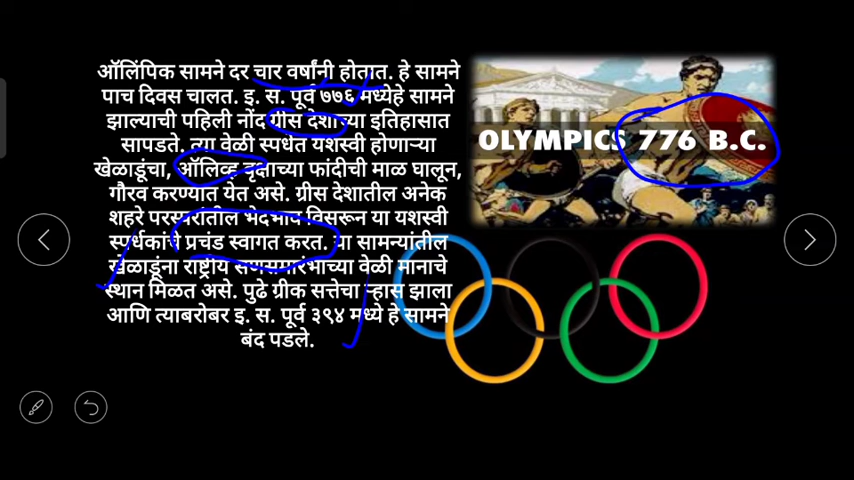 ऑलिंपिक सामने दर चार वर्षांनी होतात. हे सामने
पाच दिवस चालत. इ. स. पूर्व ७७६ मध्येहे सामने
झाल्याची पहिली नोंद ग्रीस देशाच्या इतिहासात
सापडते. त्या वेळी स्पर्धेत यशस्वी होणाऱ्या
खेळाडूंचा, ऑलिव्ह वृक्षाच्या फांदीची माळ घालून,
गौरव करण्यात येत असे. ग्रीस देशातील अनेक
शहरे परस्परांतील भेदभाव विसरून या यशस्वी
स्पर्धकांचे प्रचंड स्वागत करत. या सामन्यांतील
खेळाडूंना राष्ट्रीय सणसमारंभाच्या वेळी मानाचे
स्थान मिळत असे. पुढे ग्रीक सत्तेचा ऱ्हास झाला
आणि त्याबरोबर इ. स. पूर्व ३९४ मध्ये हे सामने
बंद पडले.
OLYMPICS 776 B.C.